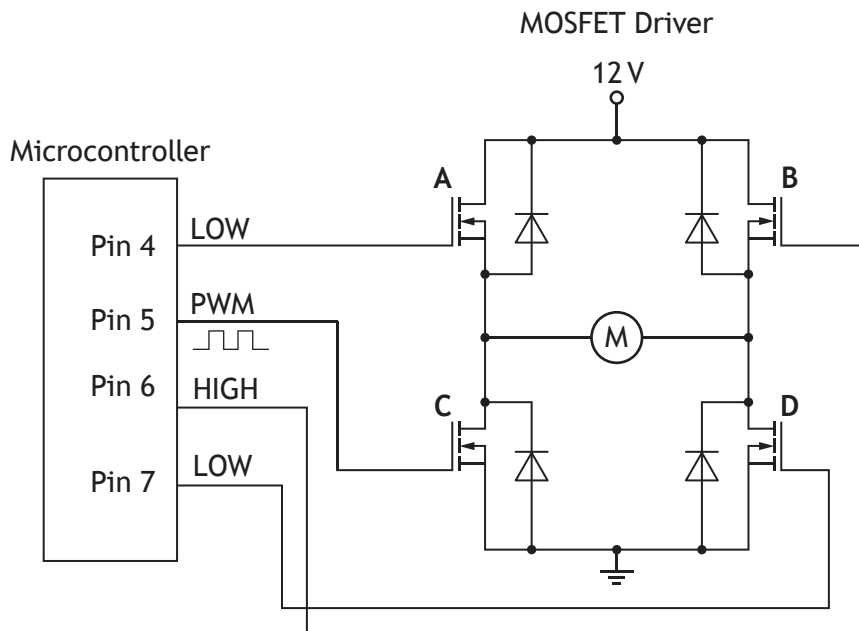 MOSFET Driver
12 V
Microcontroller
A
B
Pin 4
LOW
Pin 5
PWM
M
Pin 6
HIGH
C
D
Pin 7
LOW